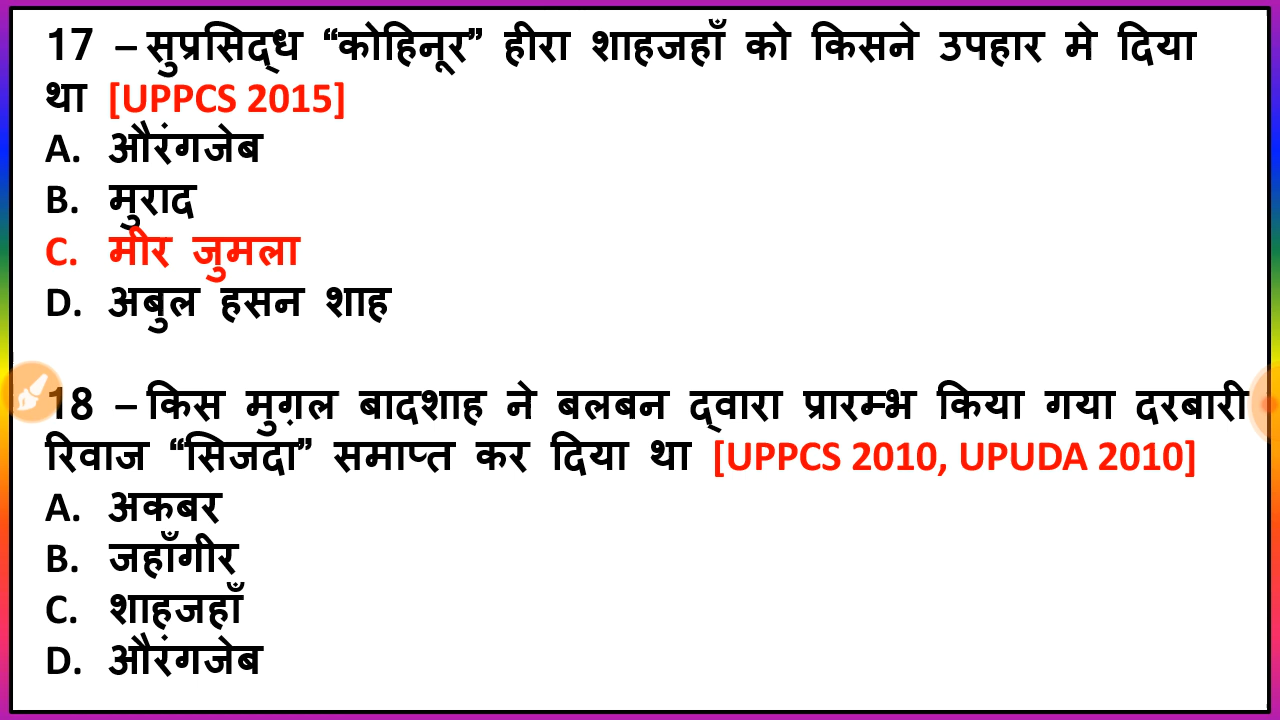 17 – सुप्रसिद्ध “कोहिनूर” हीरा शाहजहाँ को किसने उपहार मे दिया
था [UPPCS 2015]
A. औरंगजेब
B. मुराद
C. मीर जुमला
D. अबुल हसन शाह
18 – किस मुग़ल बादशाह ने बलबन द्वारा प्रारम्भ किया गया दरबारी
रिवाज “सिजदा” समाप्त कर दिया था [UPPCS 2010, UPUDA 2010]
A. अकबर
B. जहाँगीर
C. शाहजहाँ
D. औरंगजेब